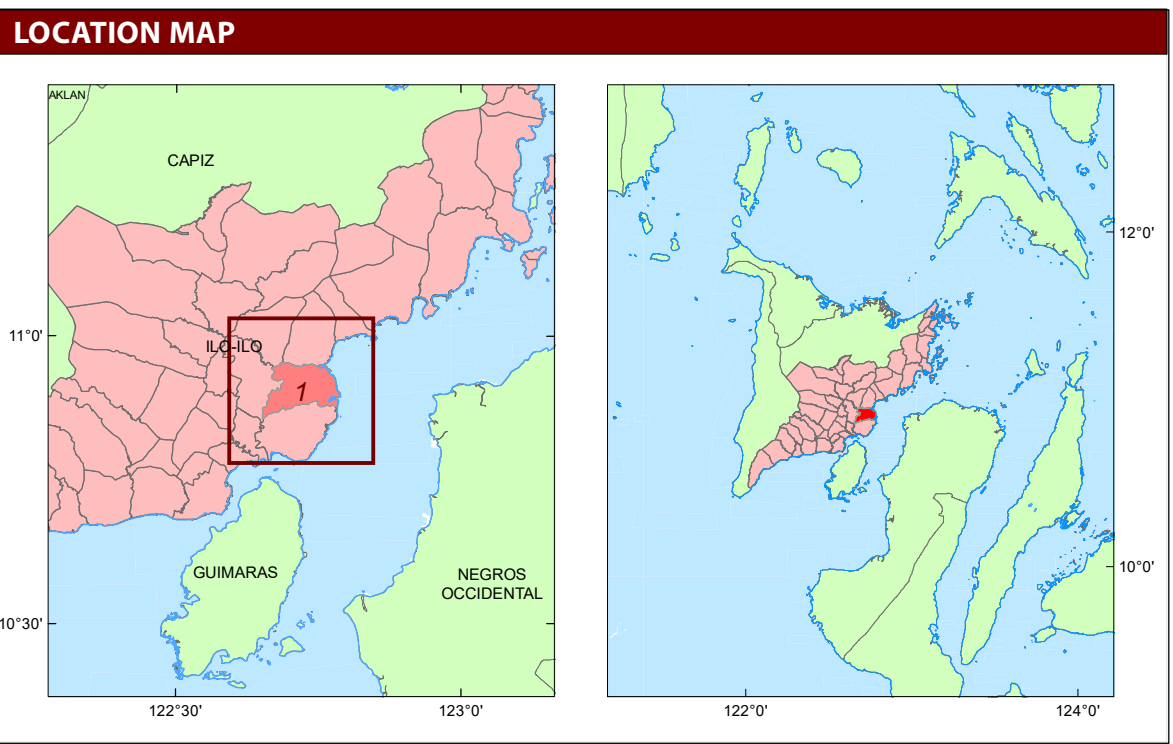 LOCATION MAP
AKLAN
CAPIZ
ILO-ILO
1
GUIMARAS
NEGROS
OCCIDENTAL
11°0'
10°30'
122°30'
123°0'
12°0'
10°0'
122°0'
124°0'